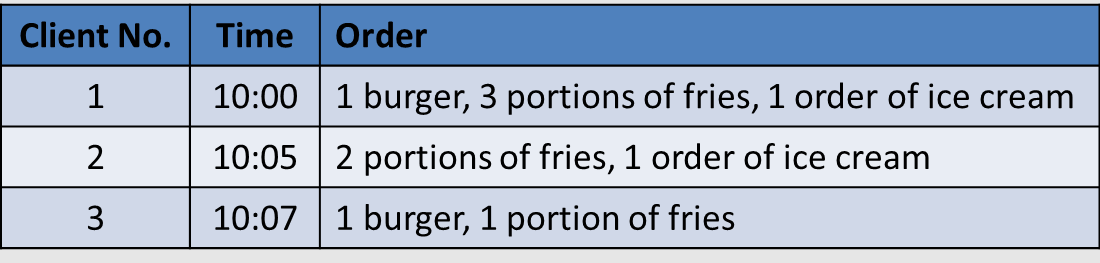 Client No. Time Order
1 10:00 1 burger, 3 portions of fries, 1 order of ice cream
2 10:05 2 portions of fries, 1 order of ice cream
3 10:07 1 burger, 1 portion of fries